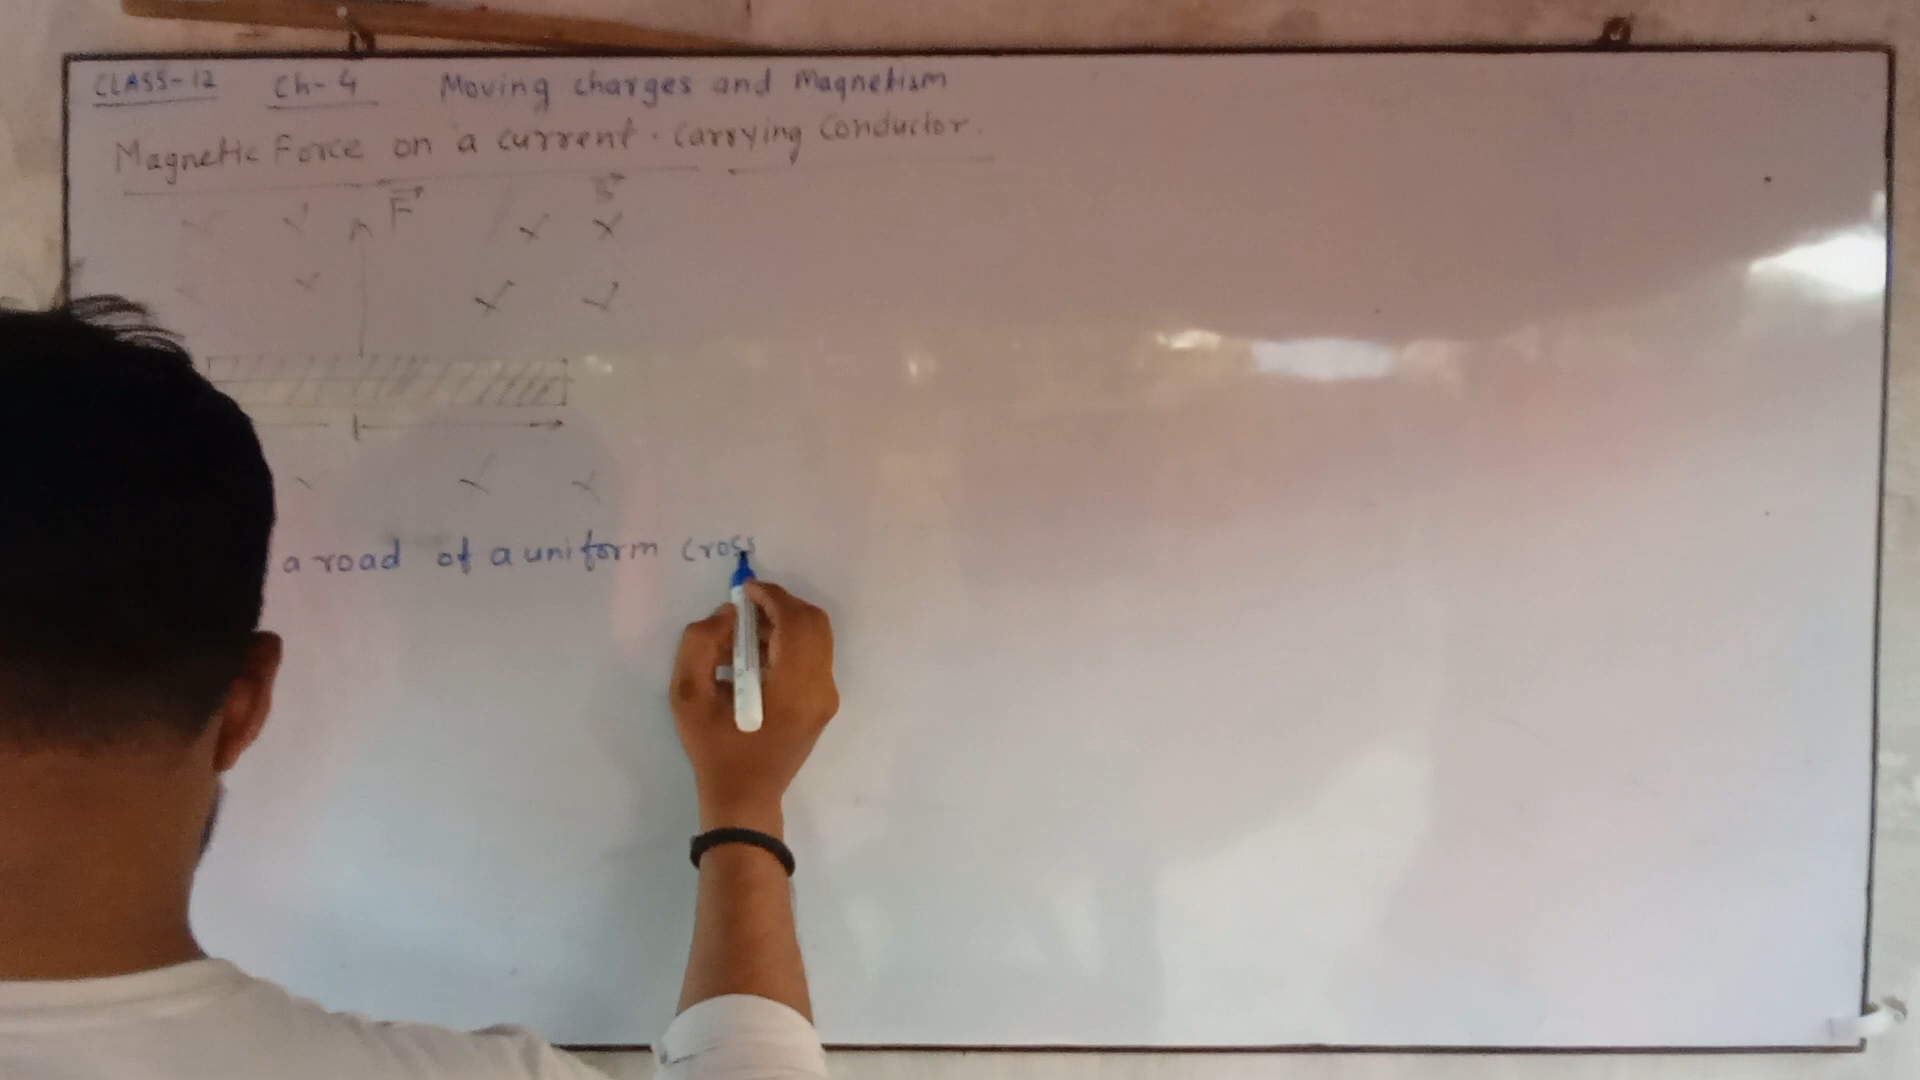 CLASS-12 Ch-4 Moving charges and Magnetism
Magnetic Force on a current-carrying Conductor.
F B
a road of a uniform cross